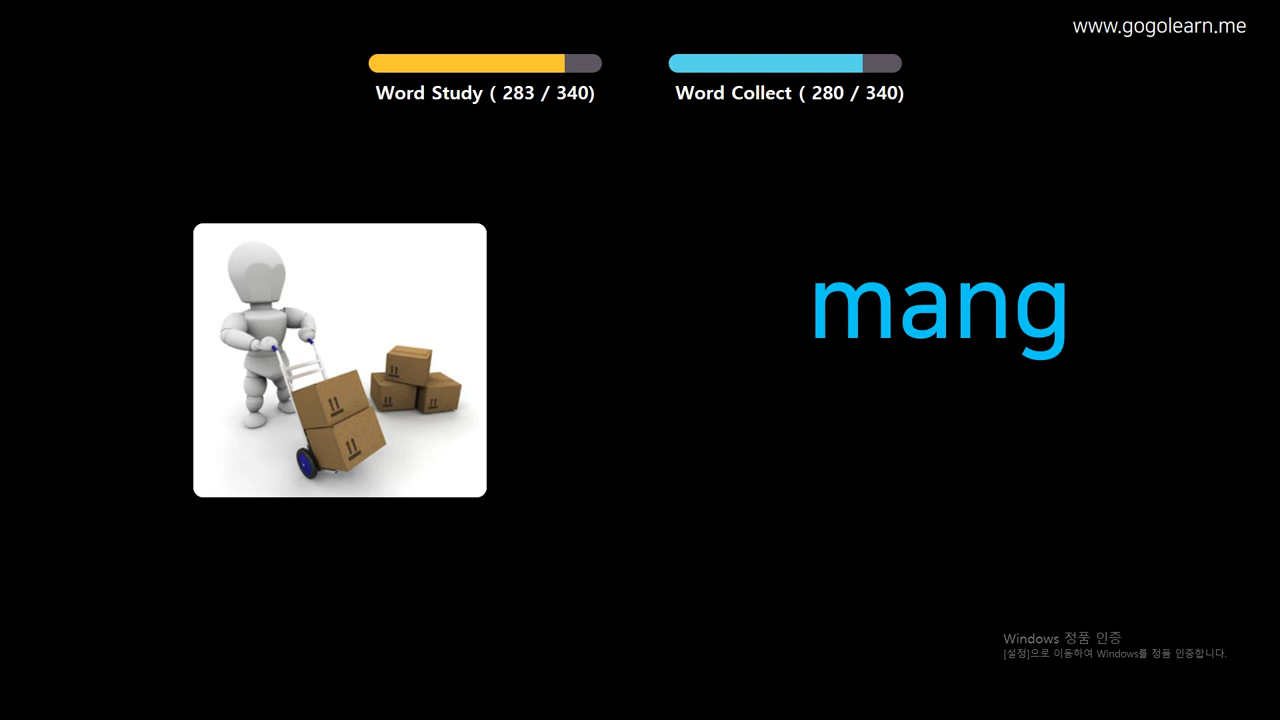 www.gogolearn.me
Word Study ( 283 / 340)
Word Collect ( 280 / 340)
mang
Windows 정품 인증
[설정]으로 이동하여 Windows를 정품 인증합니다.